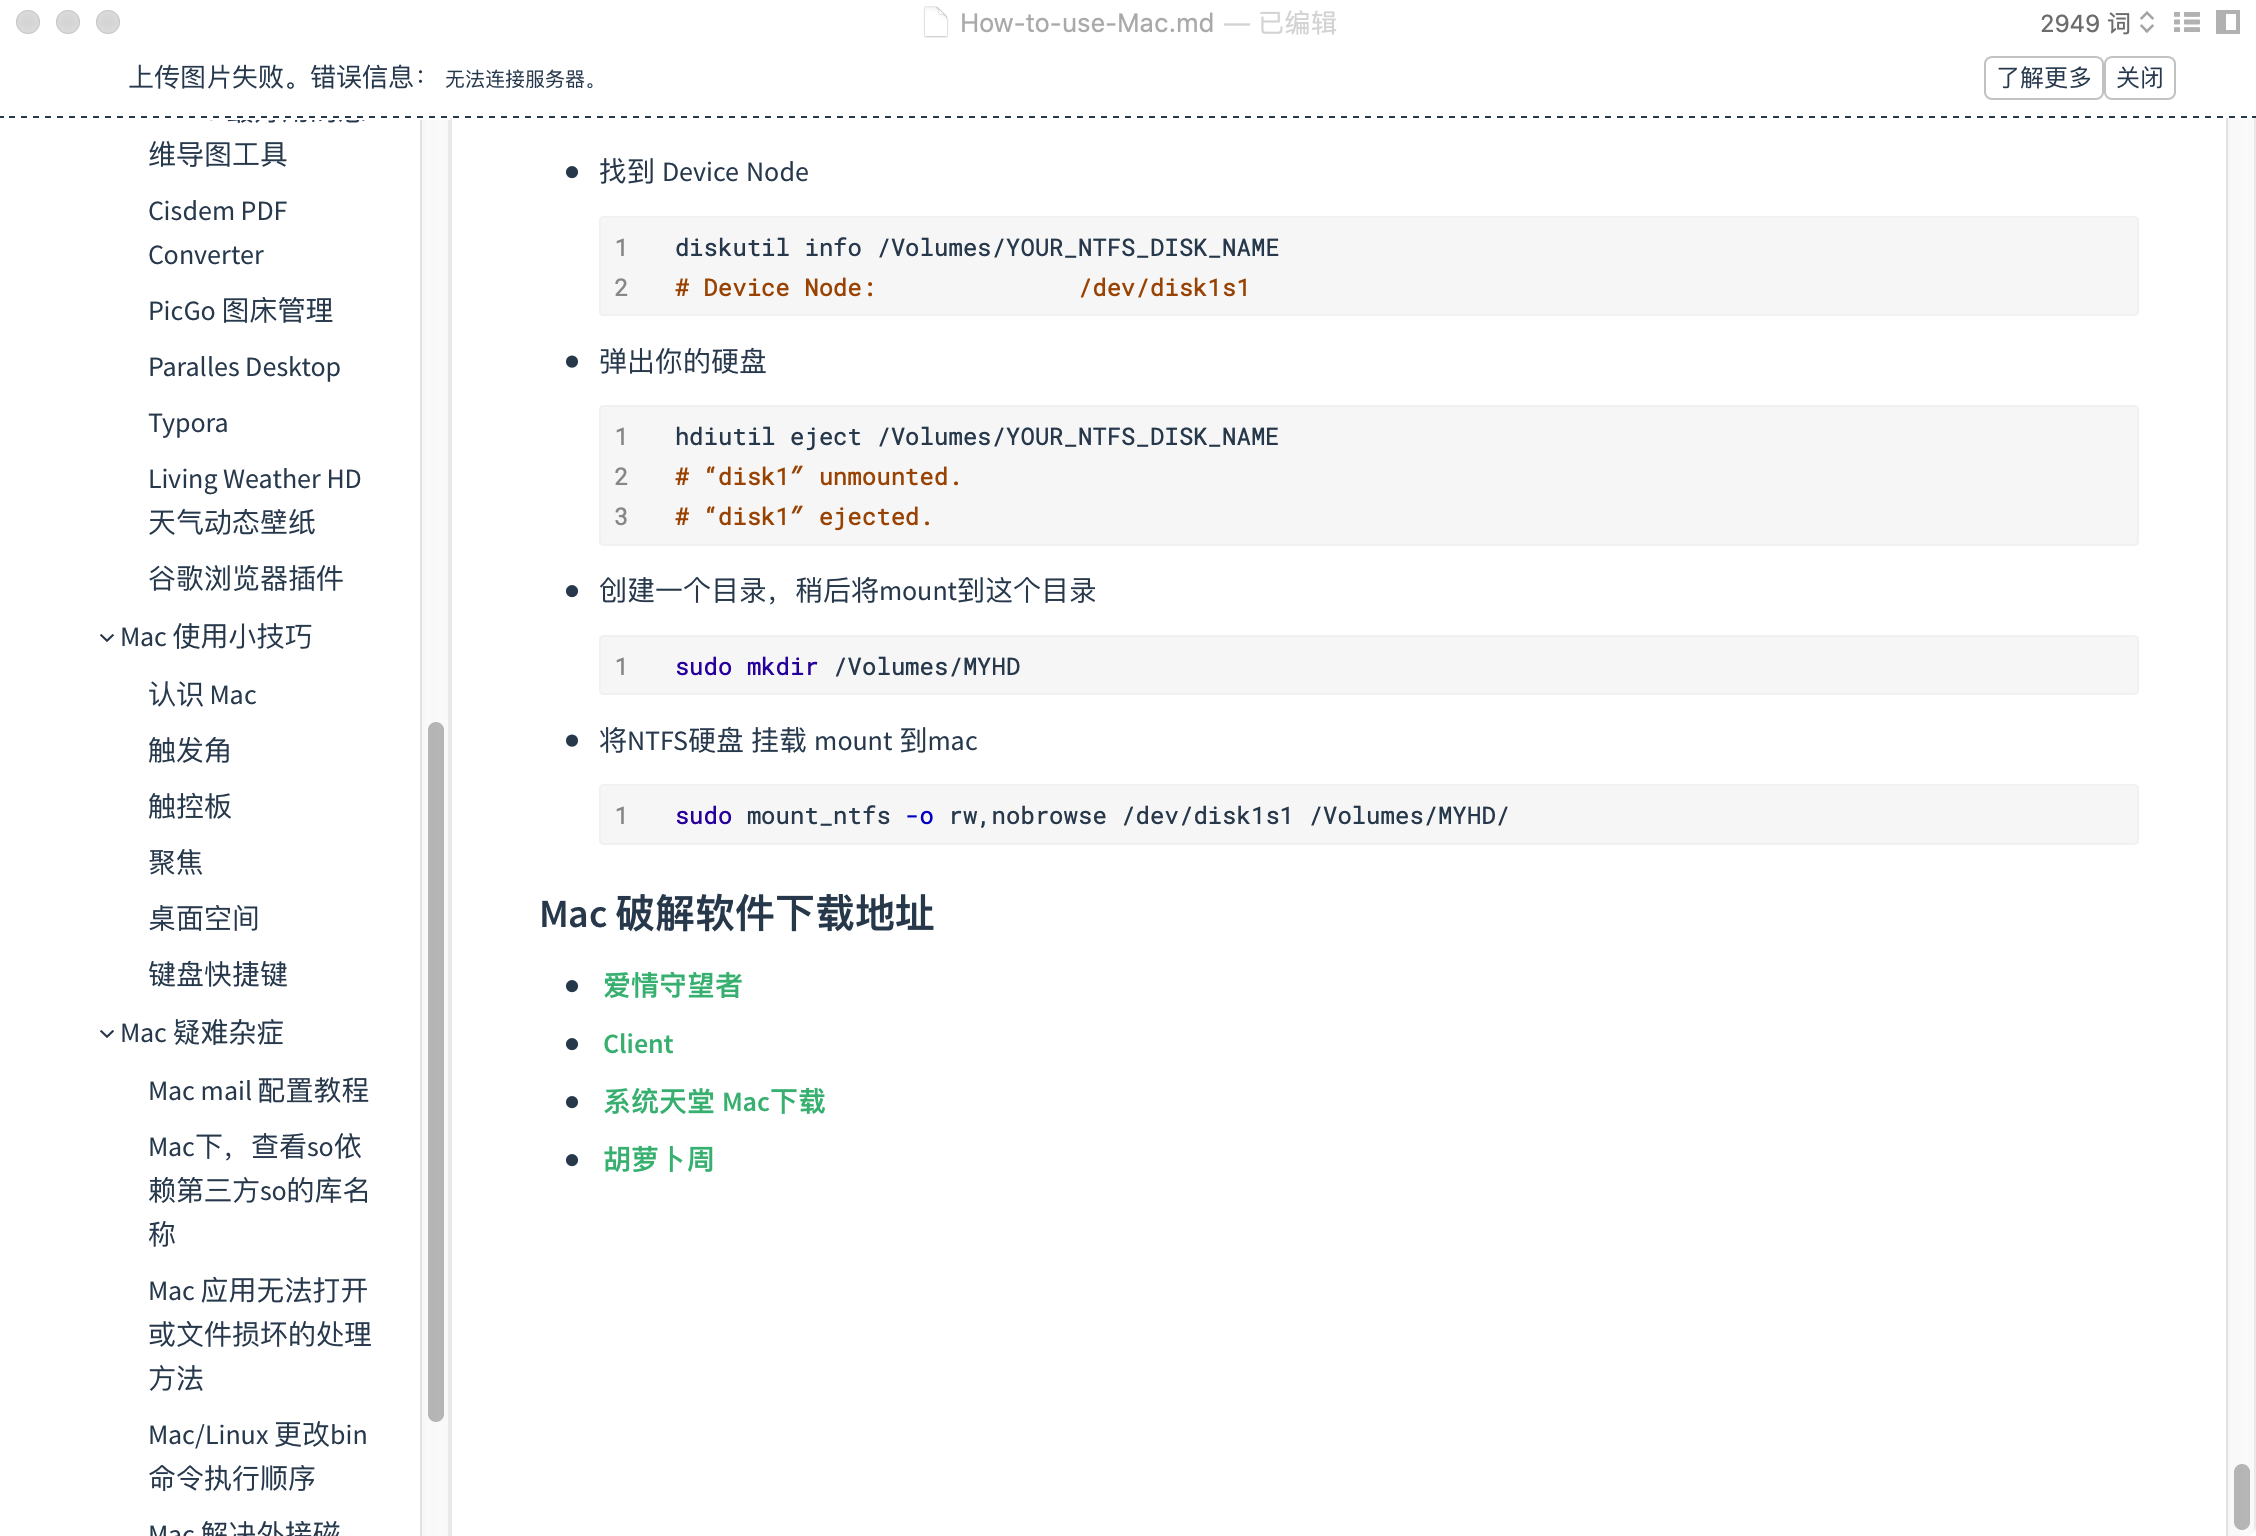 How-to-use-Mac.md — 已编辑
2949 词
上传图片失败。错误信息： 无法连接服务器。
了解更多
关闭
维导图工具
Cisdem PDF
Converter
PicGo 图床管理
Paralles Desktop
Typora
Living Weather HD
天气动态壁纸
谷歌浏览器插件
Mac 使用小技巧
认识 Mac
触发角
触控板
聚焦
桌面空间
键盘快捷键
Mac 疑难杂症
Mac mail 配置教程
Mac下，查看so依
赖第三方so的库名
称
Mac 应用无法打开
或文件损坏的处理
方法
Mac/Linux 更改bin
命令执行顺序
Mac 解决外接磁
找到 Device Node
1 diskutil info /Volumes/YOUR_NTFS_DISK_NAME
2 # Device Node: /dev/disk1s1
弹出你的硬盘
1 hdiutil eject /Volumes/YOUR_NTFS_DISK_NAME
2 # “disk1” unmounted.
3 # “disk1” ejected.
创建一个目录，稍后将mount到这个目录
1 sudo mkdir /Volumes/MYHD
将NTFS硬盘 挂载 mount 到mac
1 sudo mount_ntfs -o rw,nobrowse /dev/disk1s1 /Volumes/MYHD/
Mac 破解软件下载地址
爱情守望者
Client
系统天堂 Mac下载
胡萝卜周